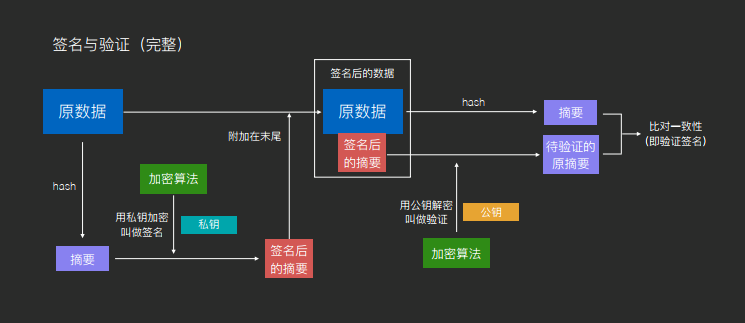 签名与验证（完整）
签名后的数据
原数据
原数据
hash
摘要
附加在末尾
签名后
的摘要
待验证的
原摘要
比对一致性
(即验证签名)
hash
加密算法
用私钥加密
叫做签名
私钥
用公钥解密
叫做验证
公钥
摘要
签名后
的摘要
加密算法